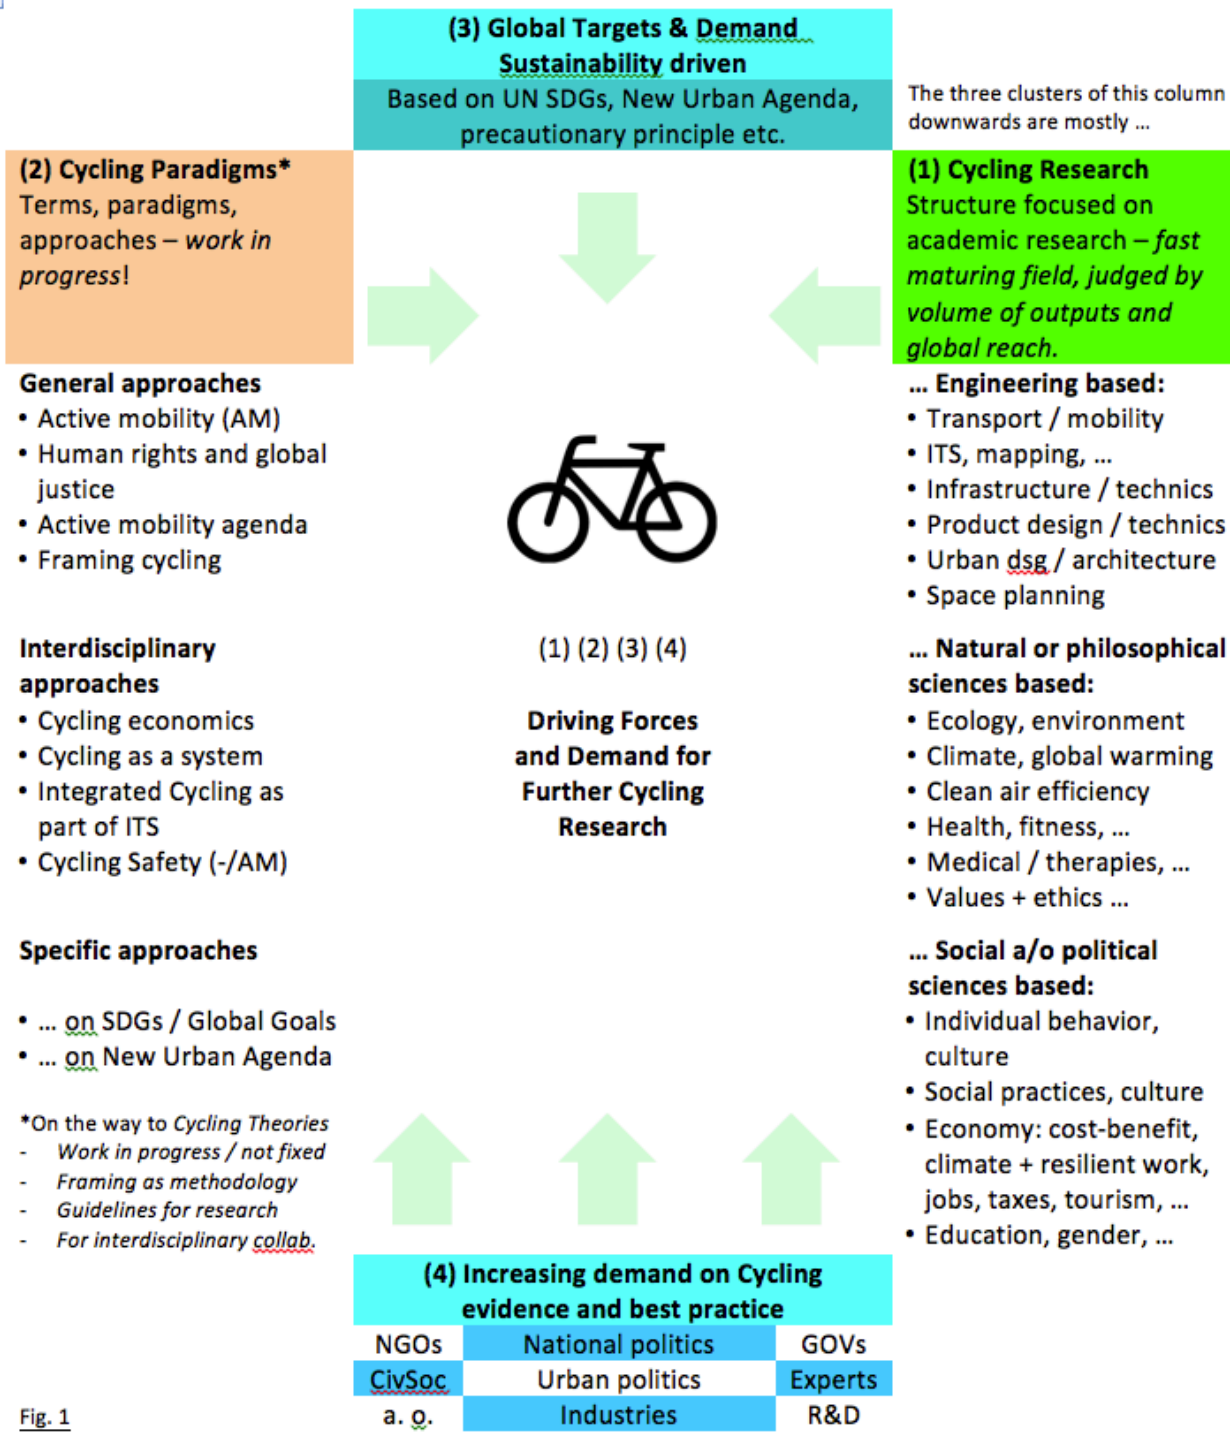 (3) Global Targets & Demand
Sustainability driven
Based on UN SDGs, New Urban Agenda,
precautionary principle etc.
The three clusters of this column
downwards are mostly ...
(2) Cycling Paradigms*
Terms, paradigms,
approaches – work in
progress!
(1) Cycling Research
Structure focused on
academic research – fast
maturing field, judged by
volume of outputs and
global reach.
General approaches
• Active mobility (AM)
• Human rights and global
justice
• Active mobility agenda
• Framing cycling
Interdisciplinary
approaches
• Cycling economics
• Cycling as a system
• Integrated Cycling as
part of ITS
• Cycling Safety (-/AM)
Specific approaches
• ... on SDGs / Global Goals
• ... on New Urban Agenda
*On the way to Cycling Theories
- Work in progress / not fixed
- Framing as methodology
- Guidelines for research
- For interdisciplinary collab.
(1) (2) (3) (4)
Driving Forces
and Demand for
Further Cycling
Research
... Engineering based:
• Transport / mobility
• ITS, mapping, ...
• Infrastructure / technics
• Product design / technics
• Urban dsg / architecture
• Space planning
... Natural or philosophical
sciences based:
• Ecology, environment
• Climate, global warming
• Clean air efficiency
• Health, fitness, ...
• Medical / therapies, ...
• Values + ethics ...
... Social a/o political
sciences based:
• Individual behavior,
culture
• Social practices, culture
• Economy: cost-benefit,
climate + resilient work,
jobs, taxes, tourism, ...
• Education, gender, ...
(4) Increasing demand on Cycling
evidence and best practice
NGOs National politics GOVs
CivSoc Urban politics Experts
a. o. Industries R&D
Fig. 1